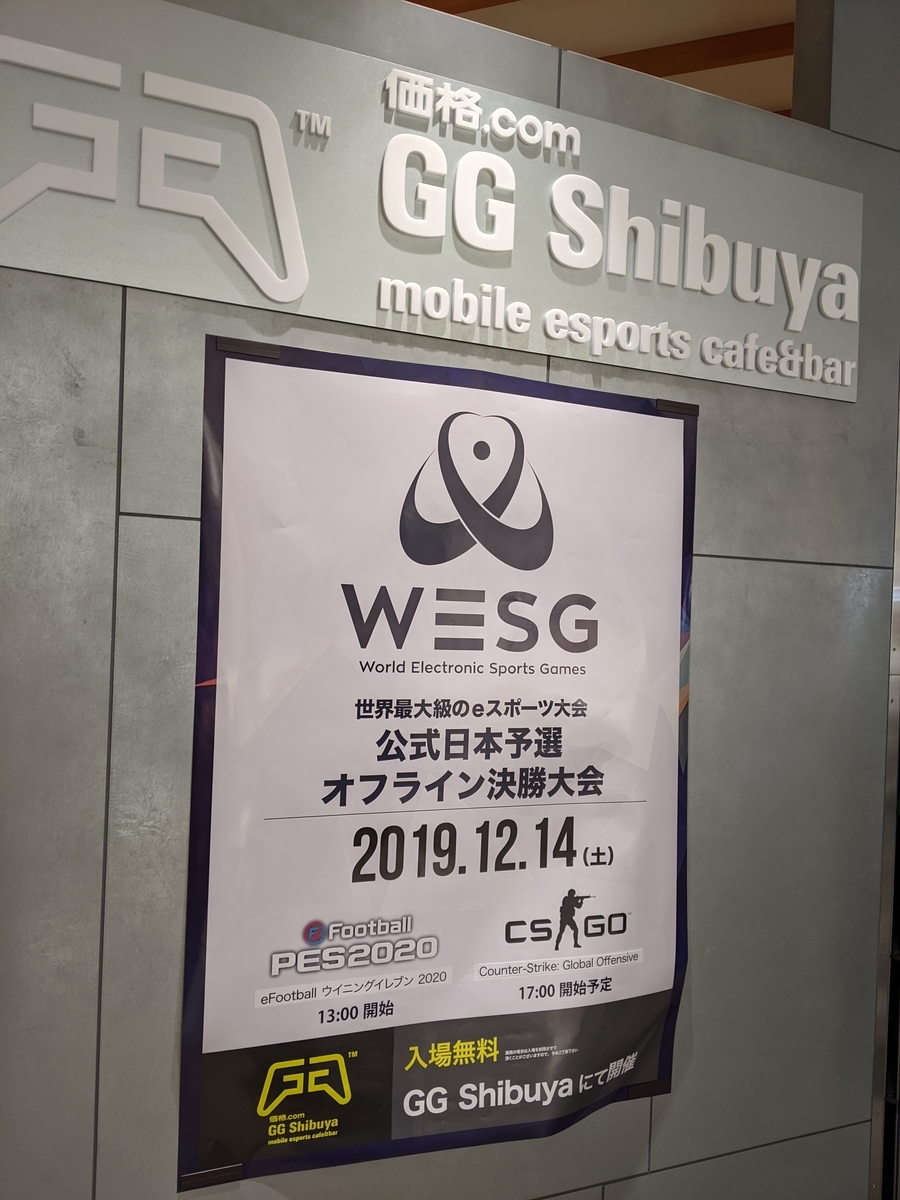 TM
価格.com
GG Shibuya
mobile esports cafe&bar
WESG
World Electronic Sports Games
世界最大級のeスポーツ大会
公式日本予選
オフライン決勝大会
2019.12.14(土)
eFootball
PES2020
eFootball ウイニングイレブン 2020
13:00 開始
CS GO
Counter-Strike: Global Offensive
17:00 開始予定
TM
価格.com
GG Shibuya
mobile esports cafe&bar
入場無料
GG Shibuyaにて開催